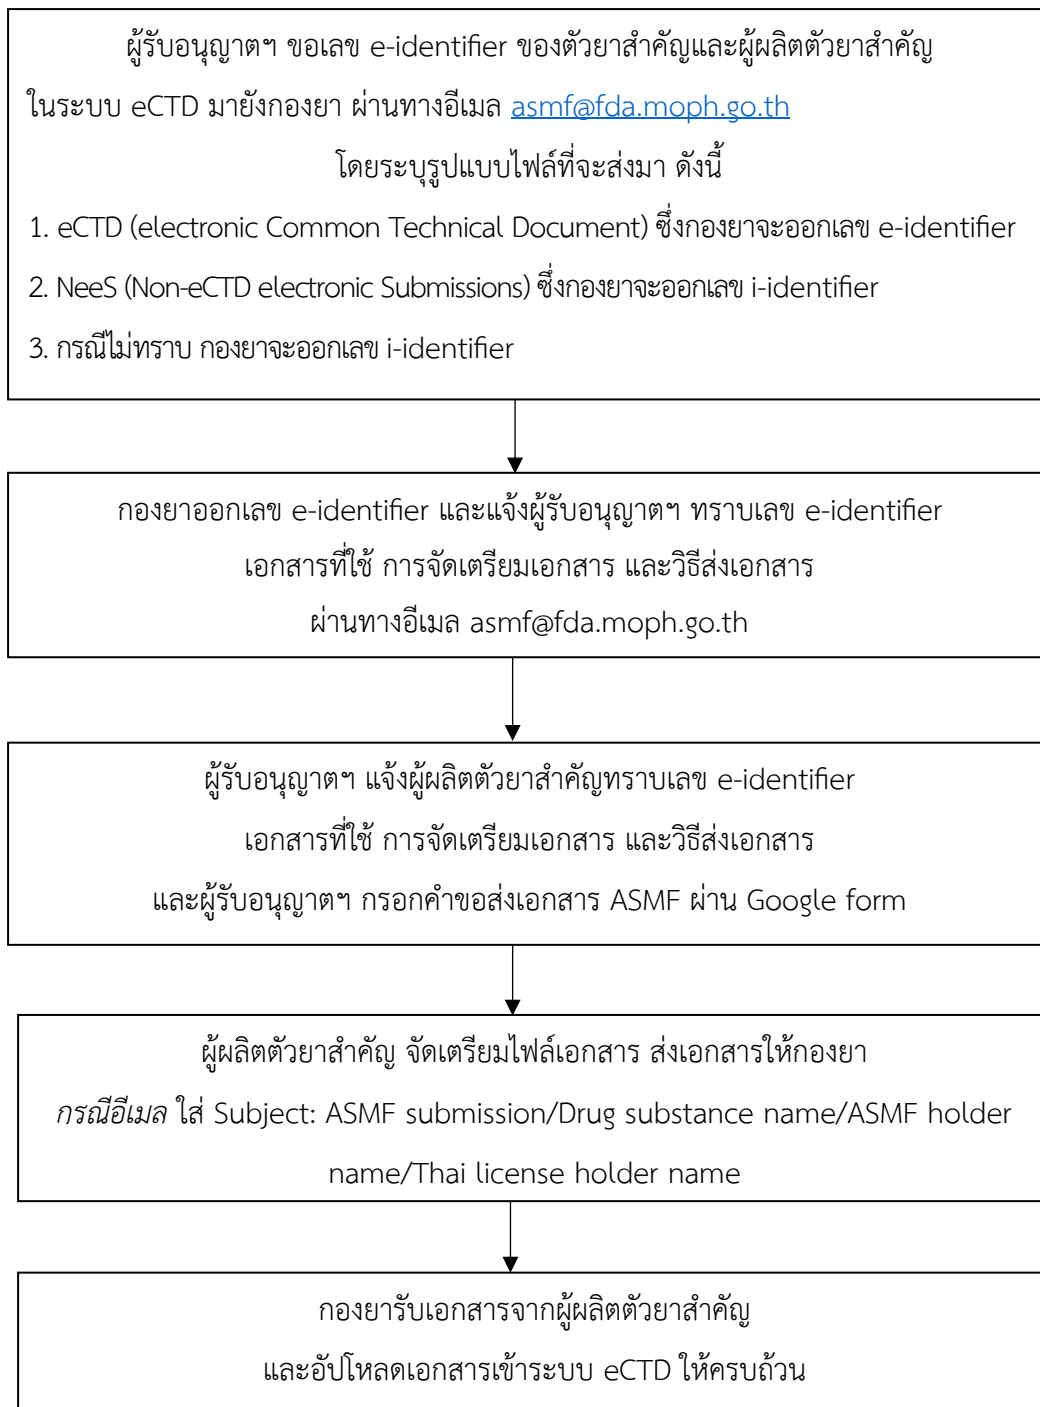 ผู้รับอนุญาตฯ ขอเลข e-identifier ของตัวยาสำคัญและผู้ผลิตตัวยาสำคัญ
ในระบบ eCTD มายังกองยา ผ่านทางอีเมล asmf@fda.moph.go.th
โดยระบุรูปแบบไฟล์ที่จะส่งมา ดังนี้
1. eCTD (electronic Common Technical Document) ซึ่งกองยาจะออกเลข e-identifier
2. NeeS (Non-eCTD electronic Submissions) ซึ่งกองยาจะออกเลข i-identifier
3. กรณีไม่ทราบ กองยาจะออกเลข i-identifier
กองยาออกเลข e-identifier และแจ้งผู้รับอนุญาตฯ ทราบเลข e-identifier
เอกสารที่ใช้ การจัดเตรียมเอกสาร และวิธีส่งเอกสาร
ผ่านทางอีเมล asmf@fda.moph.go.th
ผู้รับอนุญาตฯ แจ้งผู้ผลิตตัวยาสำคัญทราบเลข e-identifier
เอกสารที่ใช้ การจัดเตรียมเอกสาร และวิธีส่งเอกสาร
และผู้รับอนุญาตฯ กรอกคำขอส่งเอกสาร ASMF ผ่าน Google form
ผู้ผลิตตัวยาสำคัญ จัดเตรียมไฟล์เอกสาร ส่งเอกสารให้กองยา
กรณีอีเมล ใส่ Subject: ASMF submission/Drug substance name/ASMF holder
name/Thai license holder name
กองยารับเอกสารจากผู้ผลิตตัวยาสำคัญ
และอัปโหลดเอกสารเข้าระบบ eCTD ให้ครบถ้วน